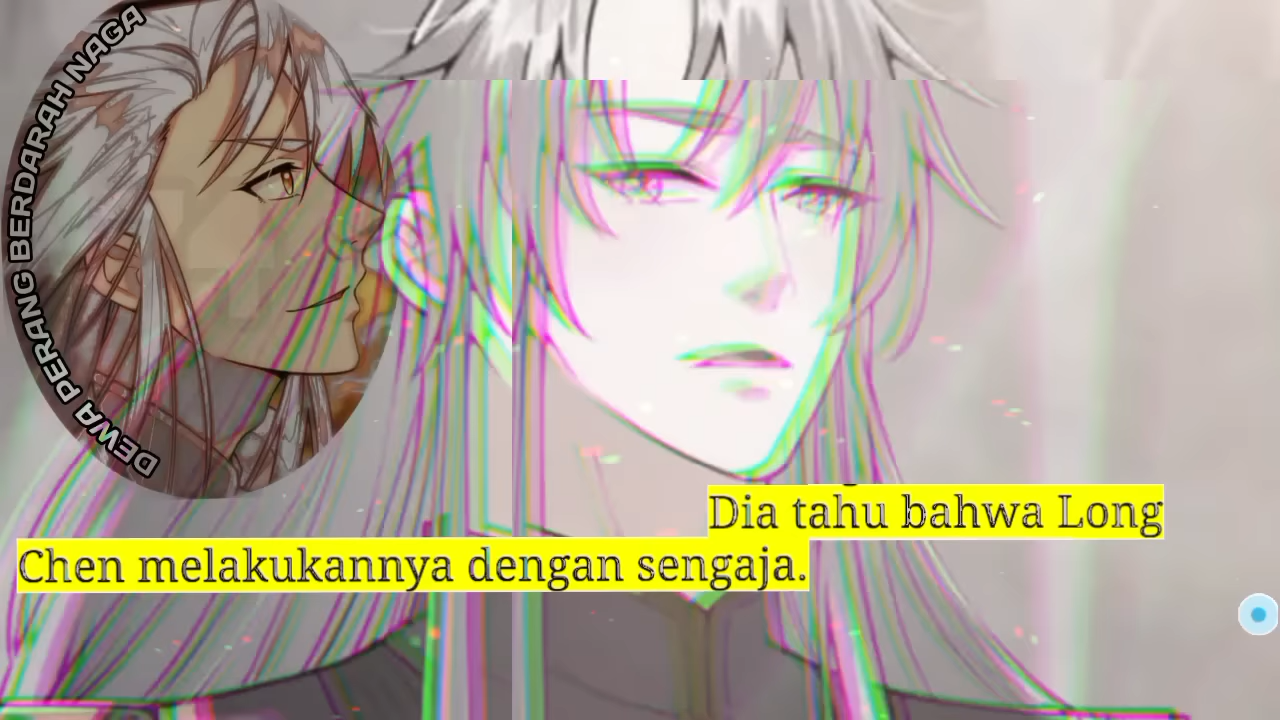 DEWA PERANG BERDARAH NAGA
Dia tahu bahwa Long
Chen melakukannya dengan sengaja.